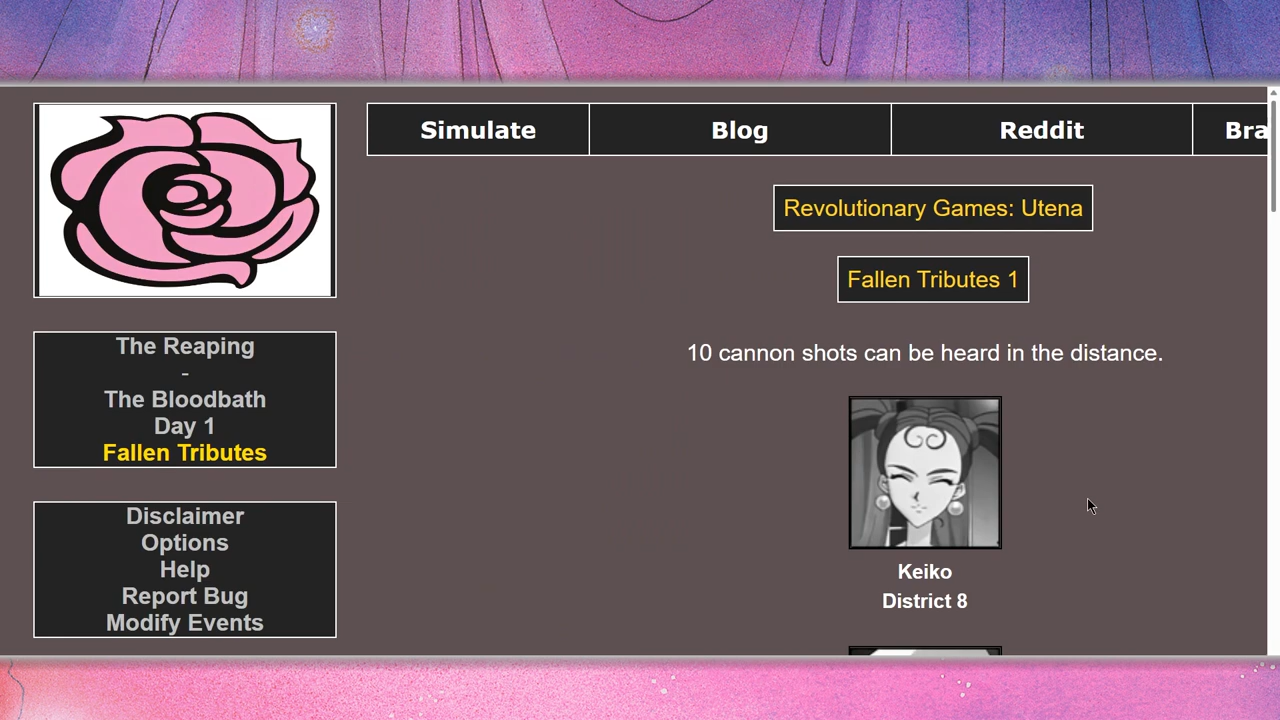 Simulate
Blog
Reddit
Bra
Revolutionary Games: Utena
Fallen Tributes 1
10 cannon shots can be heard in the distance.
Keiko
District 8
The Reaping
-
The Bloodbath
Day 1
Fallen Tributes
Disclaimer
Options
Help
Report Bug
Modify Events